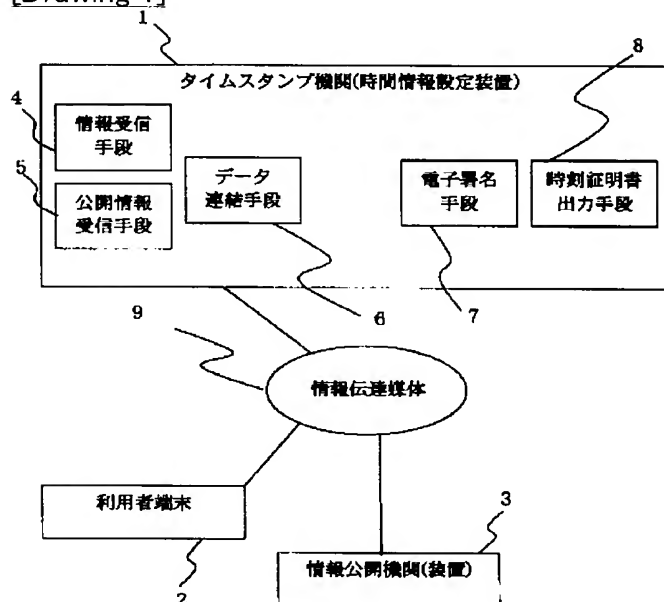 [Drawing 1]
1
タイムスタンプ機関(時間情報設定装置)
8
4
情報受信
手段
5
公開情報
受信手段
データ
連結手段
電子署名
手段
時刻証明書
出力手段
9
6
7
情報伝達媒体
利用者端末
3
情報公開機関(装置)
2